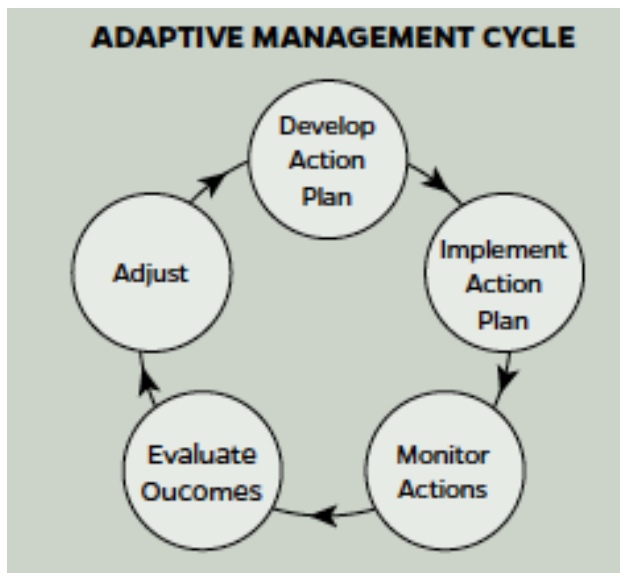 ADAPTIVE MANAGEMENT CYCLE
Develop
Action
Plan
Implement
Action
Plan
Monitor
Actions
Evaluate
Oucomes
Adjust